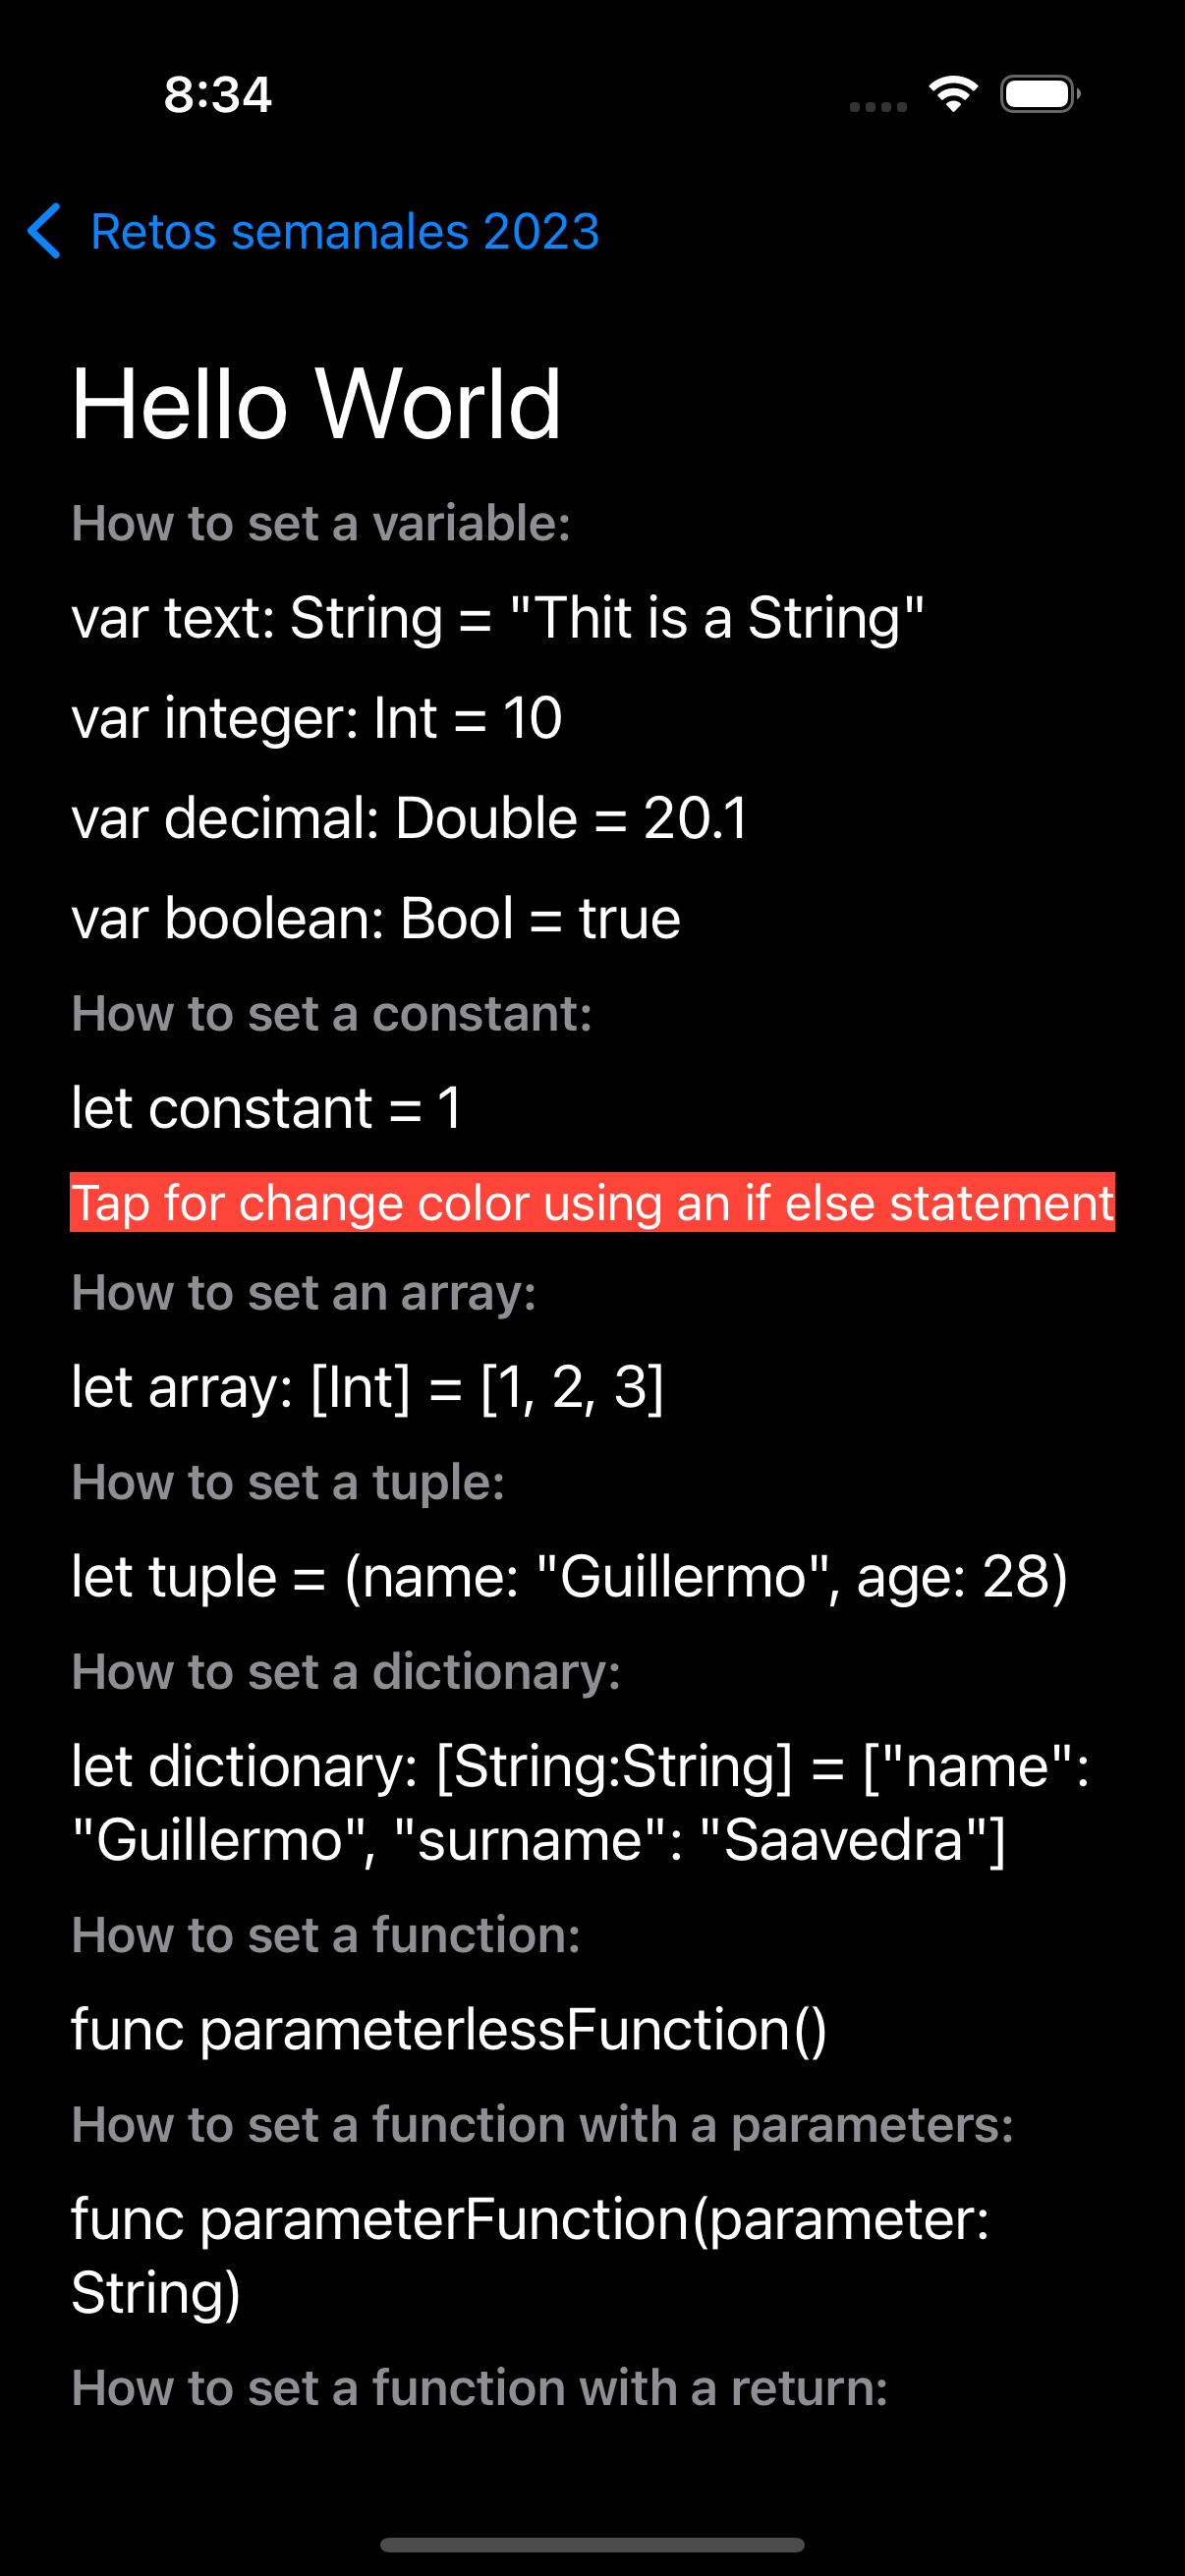 8:34
Retos semanales 2023
Hello World
How to set a variable:
var text: String = "Thit is a String"
var integer: Int = 10
var decimal: Double = 20.1
var boolean: Bool = true
How to set a constant:
let constant = 1
Tap for change color using an if else statement
How to set an array:
let array: [Int] = [1, 2, 3]
How to set a tuple:
let tuple = (name: "Guillermo", age: 28)
How to set a dictionary:
let dictionary: [String:String] = ["name":
"Guillermo", "surname": "Saavedra"]
How to set a function:
func parameterlessFunction()
How to set a function with a parameters:
func parameterFunction(parameter:
String)
How to set a function with a return: